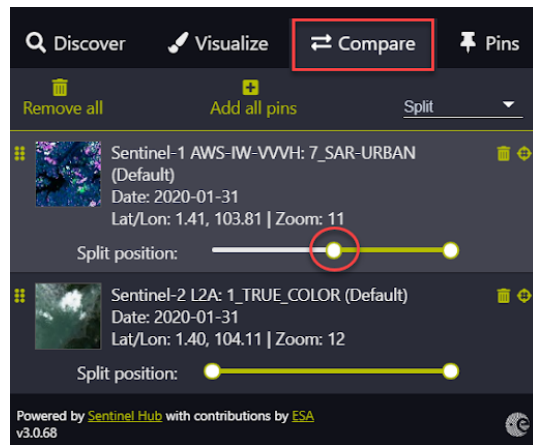 Discover Visualize Compare Pins
Remove all Add all pins Split
Sentinel-1 AWS-IW-VVVH: 7_SAR-URBAN
(Default)
Date: 2020-01-31
Lat/Lon: 1.41, 103.81 | Zoom: 11
Split position:
Sentinel-2 L2A: 1_TRUE_COLOR (Default)
Date: 2020-01-31
Lat/Lon: 1.40, 104.11 | Zoom: 12
Split position:
Powered by Sentinel Hub with contributions by ESA
v3.0.68